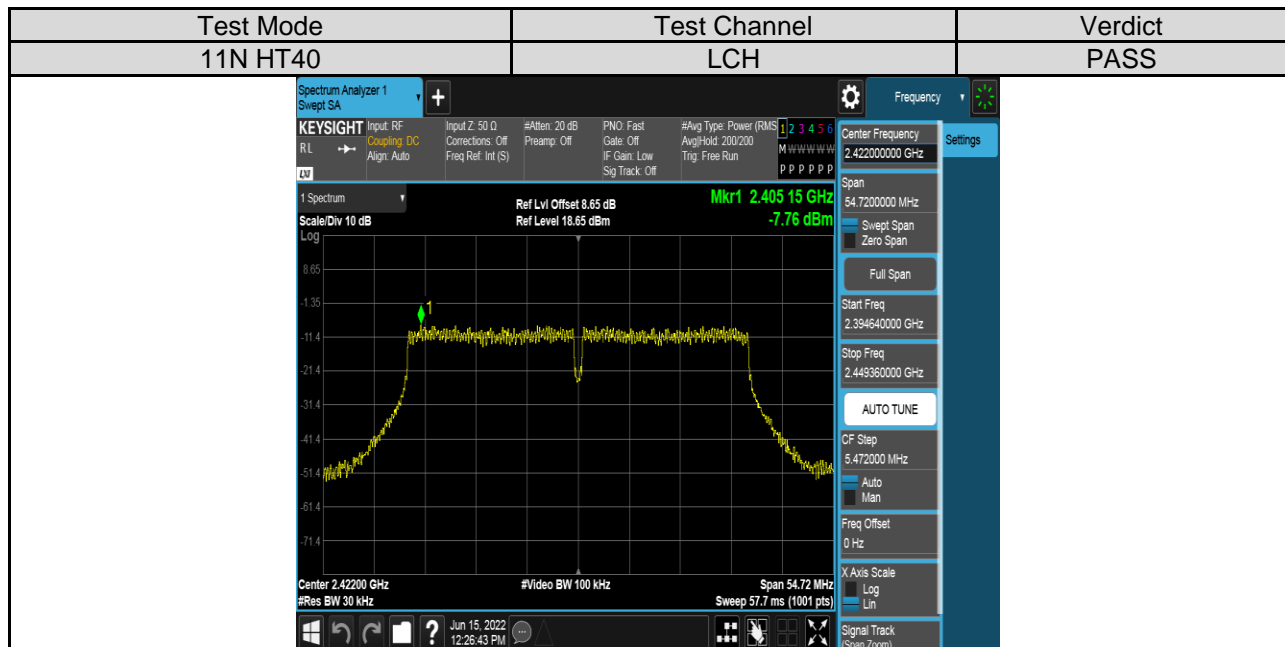 Test Mode Test Channel Verdict
11N HT40 LCH PASS
Spectrum Analyzer 1
Swept SA
+
Frequency
KEYSIGHT Input: RF Input Z: 50 Ω #Atten: 20 dB PNO: Fast #Avg Type: Power (RMS 1 2 3 4 5 6
RL Coupling: DC Corrections: Off Preamp: Off Gate: Off Avg|Hold: 200/200 M W W W W W
Align: Auto Freq Ref: Int (S) IF Gain: Low Trig: Free Run
LXI Sig Track: Off P P P P P P
1 Spectrum Ref Lvl Offset 8.65 dB Mkr1 2.405 15 GHz
Scale/Div 10 dB Ref Level 18.65 dBm -7.76 dBm
Log
8.65
-1.35
1
-11.4
-21.4
-31.4
-41.4
-51.4
-61.4
-71.4
Center 2.42200 GHz #Video BW 100 kHz Span 54.72 MHz
#Res BW 30 kHz Sweep 57.7 ms (1001 pts)
? Jun 15, 2022
12:26:43 PM
Center Frequency
2.422000000 GHz
Settings
Span
54.7200000 MHz
Swept Span
Zero Span
Full Span
Start Freq
2.394640000 GHz
Stop Freq
2.449360000 GHz
AUTO TUNE
CF Step
5.472000 MHz
Auto
Man
Freq Offset
0 Hz
X Axis Scale
Log
Lin
Signal Track
(Span Zoom)